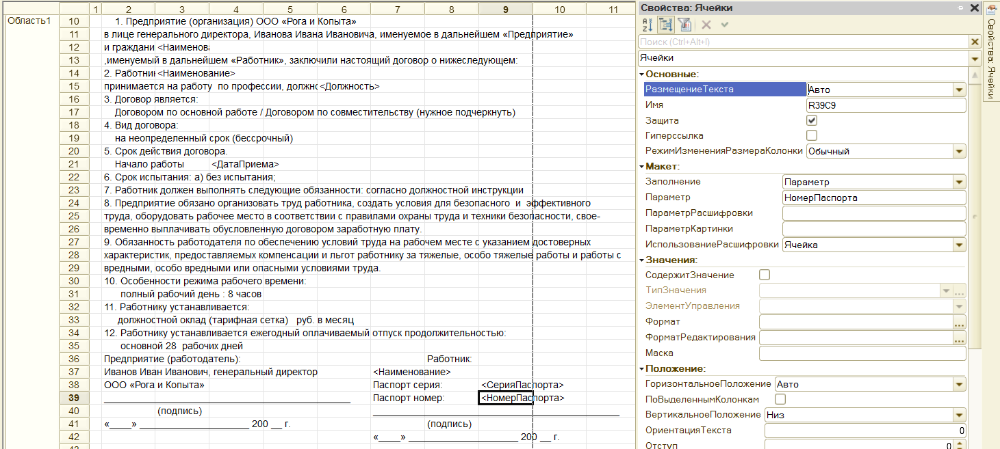 1 2 3 4 5 6 7 8 9 10 11
Область1
10 1. Предприятие (организация) ООО «Рога и Копыта»
11 в лице генерального директора, Иванова Ивана Ивановича, именуемое в дальнейшем «Предприятие»
12 и граждани <Наименова
13 ,именуемый в дальнейшем «Работник», заключили настоящий договор о нижеследующем:
14 2. Работни <Наименование>
15 принимается на работу по профессии, должно <Должность>
16 3. Договор является:
17 Договором по основной работе / Договором по совместительству (нужное подчеркнуть)
18 4. Вид договора:
19 на неопределенный срок (бессрочный)
20 5. Срок действия договора.
21 Начало работы <ДатаПриема>
22 6. Срок испытания: а) без испытания;
23 7. Работник должен выполнять следующие обязанности: согласно должностной инструкции
24 8. Предприятие обязано организовать труд работника, создать условия для безопасного и эффективного
25 труда, оборудовать рабочее место в соответствии с правилами охраны труда и техники безопасности, свое-
26 временно выплачивать обусловленную договором заработную плату.
27 9. Обязанность работодателя по обеспечению условий труда на рабочем месте с указанием достоверных
28 характеристик, предоставляемых компенсации и льгот работнику за тяжелые, особо тяжелые работы и работы с
29 вредными, особо вредными или опасными условиями труда.
30 10. Особенности режима рабочего времени:
31 полный рабочий день : 8 часов
32 11. Работнику устанавливается:
33 должностной оклад (тарифная сетка) руб. в месяц
34 12. Работнику устанавливается ежегодный оплачиваемый отпуск продолжительностью:
35 основной 28 рабочих дней
36 Предприятие (работодатель): Работник:
37 Иванов Иван Иванович, генеральный директор <Наименование>
38 ООО «Рога и Копыта» Паспорт серия: <СерияПаспорта>
39 Паспорт номер: <НомерПаспорта>
40 (подпись)
41 «____» ____________________ 200 __ г. (подпись)
42 «____» ____________________ 200 __ г.
Свойства: Ячейки
Поиск (Ctrl+Alt+I)
Ячейки
Основные:
РазмещениеТекста Авто
Имя R39C9
Защита
Гиперссылка
РежимИзмененияРазмераКолонки Обычный
Макет:
Заполнение Параметр
Параметр НомерПаспорта
ПараметрРасшифровки
ПараметрКартинки
ИспользованиеРасшифровки Ячейка
Значения:
СодержитЗначение
ТипЗначения
ЭлементУправления
Формат
ФорматРедактирования
Маска
Положение:
ГоризонтальноеПоложение Авто
ПоВыделеннымКолонкам
ВертикальноеПоложение Низ
ОриентацияТекста 0
Отступ 0
Свойства: Ячейки